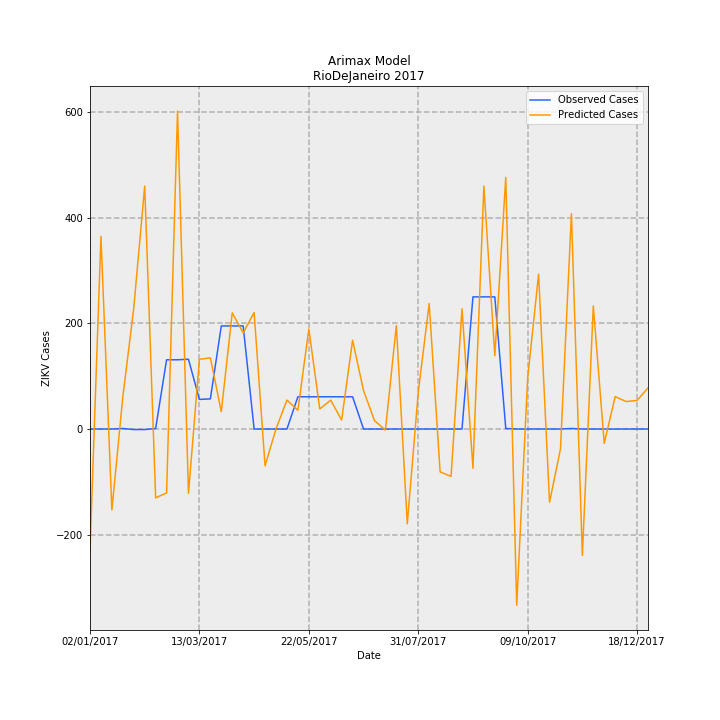 Arimax Model
RioDeJaneiro 2017
Observed Cases
Predicted Cases
600
400
200
0
−200
ZIKV Cases
02/01/2017 13/03/2017 22/05/2017 31/07/2017 09/10/2017 18/12/2017
Date